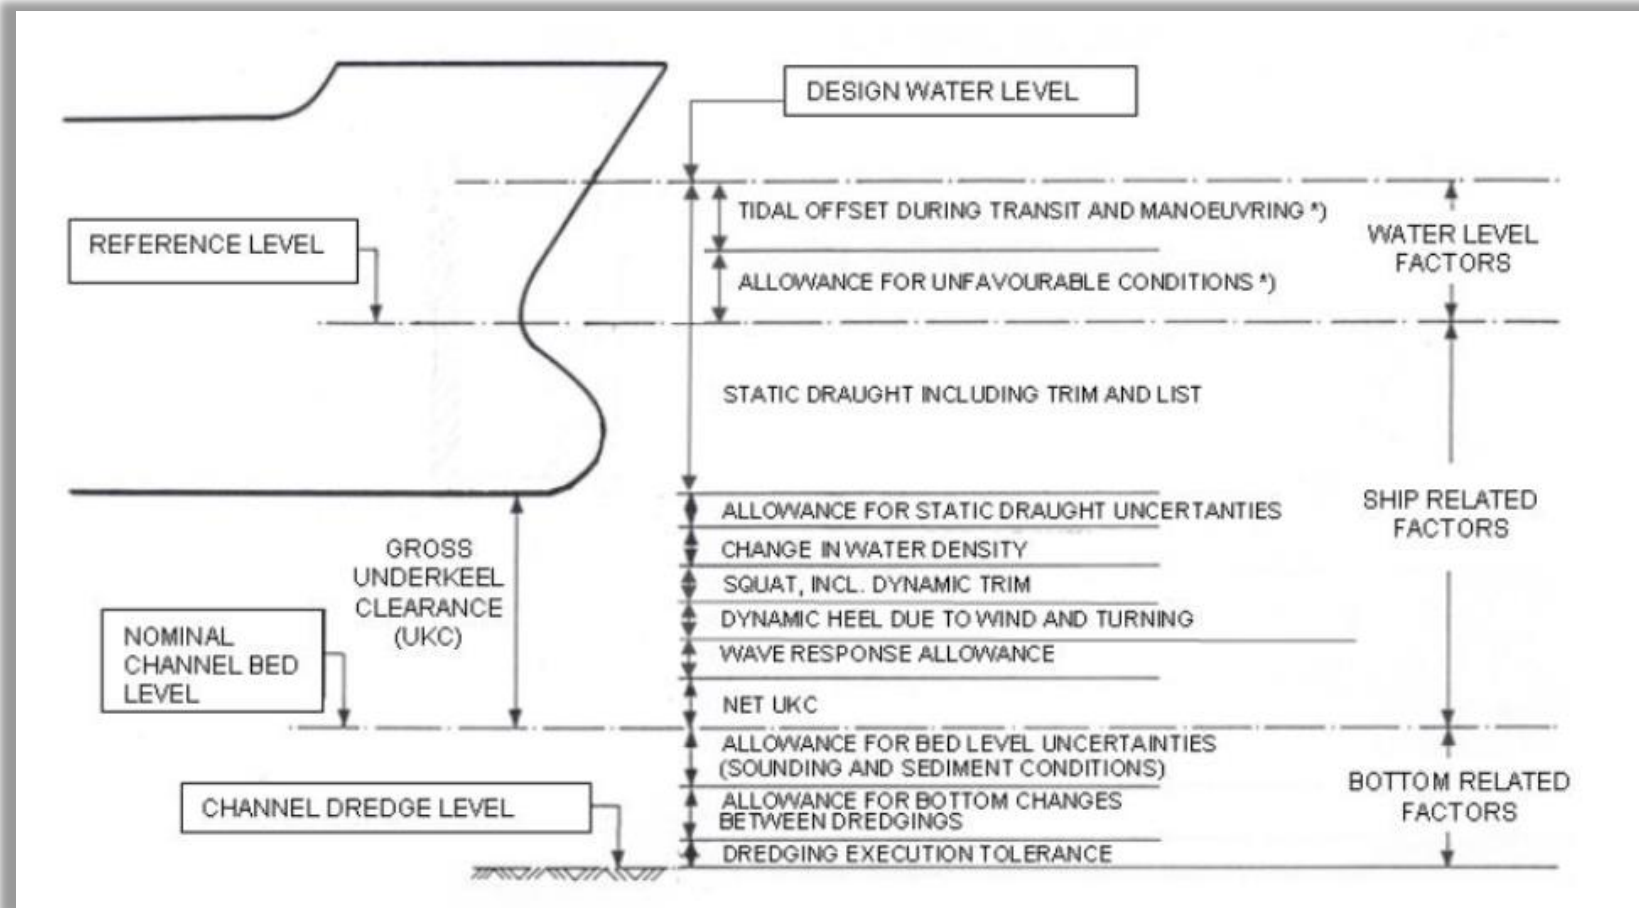 DESIGN WATER LEVEL
TIDAL OFFSET DURING TRANSIT AND MANOEUVRING *)
REFERENCE LEVEL
WATER LEVEL
FACTORS
ALLOWANCE FOR UNFAVOURABLE CONDITIONS *)
STATIC DRAUGHT INCLUDING TRIM AND LIST
SHIP RELATED
FACTORS
ALLOWANCE FOR STATIC DRAUGHT UNCERTANTIES
GROSS
UNDERKEEL
CLEARANCE
(UKC)
CHANGE IN WATER DENSITY
SQUAT, INCL. DYNAMIC TRIM
DYNAMIC HEEL DUE TO WIND AND TURNING
NOMINAL
CHANNEL BED
LEVEL
WAVE RESPONSE ALLOWANCE
NET UKC
ALLOWANCE FOR BED LEVEL UNCERTAINTIES
(SOUNDING AND SEDIMENT CONDITIONS)
BOTTOM RELATED
FACTORS
CHANNEL DREDGE LEVEL
ALLOWANCE FOR BOTTOM CHANGES
BETWEEN DREDGINGS
DREDGING EXECUTION TOLERANCE